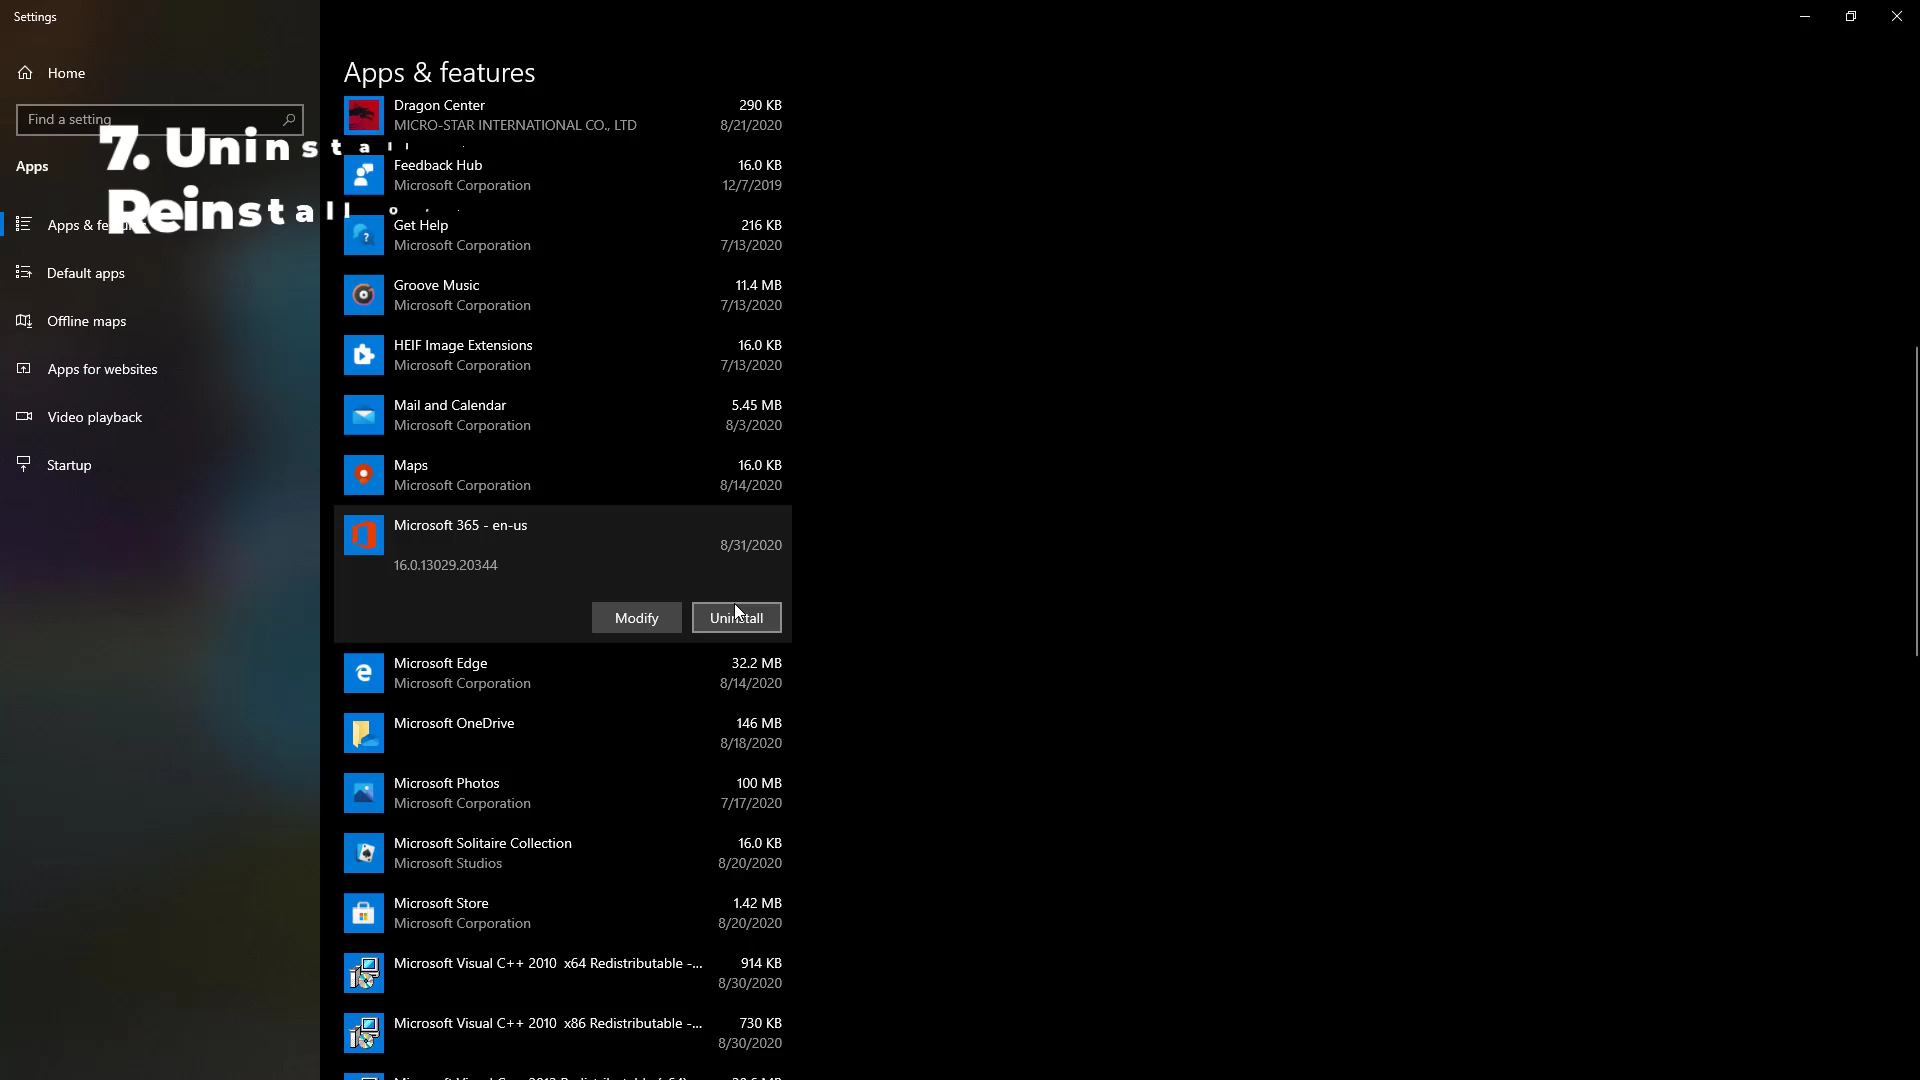 Settings
Home
Find a setting
Apps
7. Uninstall
Reinstall
Apps & features
Default apps
Offline maps
Apps for websites
Video playback
Startup
Apps & features
Dragon Center 290 KB
MICRO-STAR INTERNATIONAL CO., LTD 8/21/2020
Feedback Hub 16.0 KB
Microsoft Corporation 12/7/2019
Get Help 216 KB
Microsoft Corporation 7/13/2020
Groove Music 11.4 MB
Microsoft Corporation 7/13/2020
HEIF Image Extensions 16.0 KB
Microsoft Corporation 7/13/2020
Mail and Calendar 5.45 MB
Microsoft Corporation 8/3/2020
Maps 16.0 KB
Microsoft Corporation 8/14/2020
Microsoft 365 - en-us
8/31/2020
16.0.13029.20344
Modify Uninstall
Microsoft Edge 32.2 MB
Microsoft Corporation 8/14/2020
Microsoft OneDrive 146 MB
8/18/2020
Microsoft Photos 100 MB
Microsoft Corporation 7/17/2020
Microsoft Solitaire Collection 16.0 KB
Microsoft Studios 8/20/2020
Microsoft Store 1.42 MB
Microsoft Corporation 8/20/2020
Microsoft Visual C++ 2010 x64 Redistributable -... 914 KB
8/30/2020
Microsoft Visual C++ 2010 x86 Redistributable -... 730 KB
8/30/2020